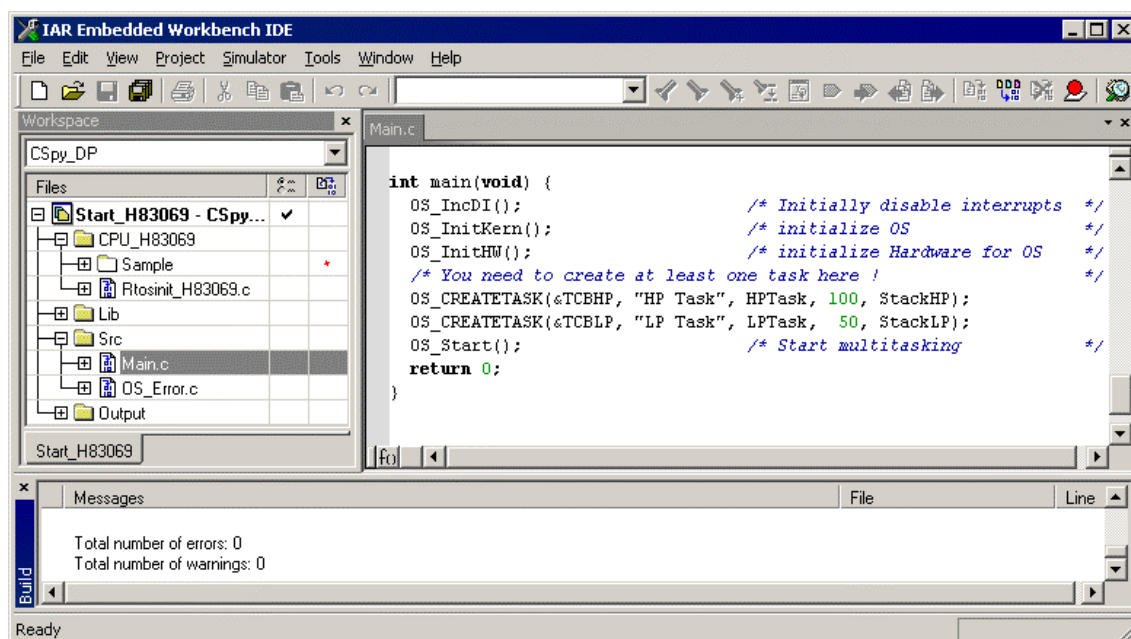 IAR Embedded Workbench IDE
File Edit View Project Simulator Tools Window Help
Workspace
CSpy_DP
Files
Start_H83069 - CSpy...
CPU_H83069
Sample
Rtosinit_H83069.c
Lib
Src
Main.c
OS_Error.c
Output
Start_H83069
Main.c
int main(void) {
OS_IncDI(); /* Initially disable interrupts */
OS_InitKern(); /* initialize OS */
OS_InitHW(); /* initialize Hardware for OS */
/* You need to create at least one task here ! */
OS_CREATETASK(&TCBHP, "HP Task", HPTask, 100, StackHP);
OS_CREATETASK(&TCBLP, "LP Task", LPTask, 50, StackLP);
OS_Start(); /* Start multitasking */
return 0;
}
Messages File Line
Total number of errors: 0
Total number of warnings: 0
Build
Ready